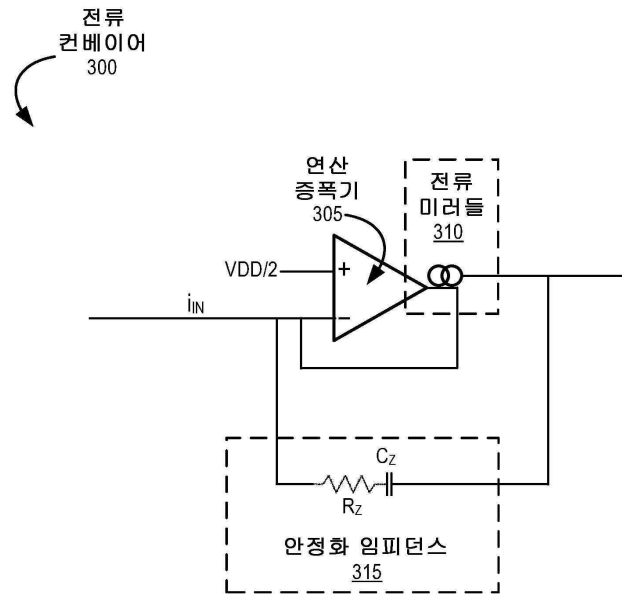 전류
컨베이어
300
연산
증폭기
305
전류
미러들
310
VDD/2
+
iIN
−
CZ
RZ
안정화 임피던스
315